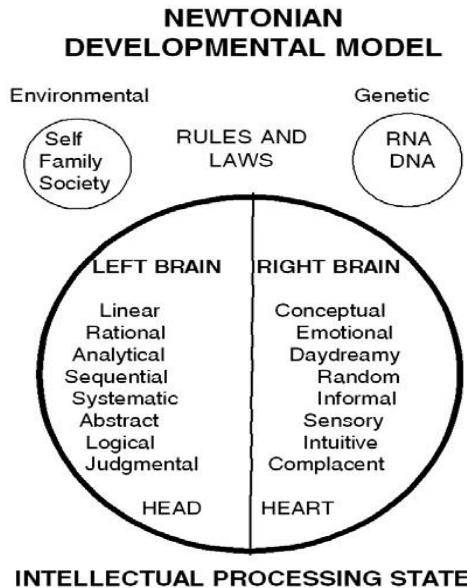 NEWTONIAN
DEVELOPMENTAL MODEL
Environmental
Genetic
Self
Family
Society
RULES AND
LAWS
RNA
DNA
LEFT BRAIN
Linear
Rational
Analytical
Sequential
Systematic
Abstract
Logical
Judgmental
HEAD
RIGHT BRAIN
Conceptual
Emotional
Daydreamy
Random
Informal
Sensory
Intuitive
Complacent
HEART
INTELLECTUAL PROCESSING STATE